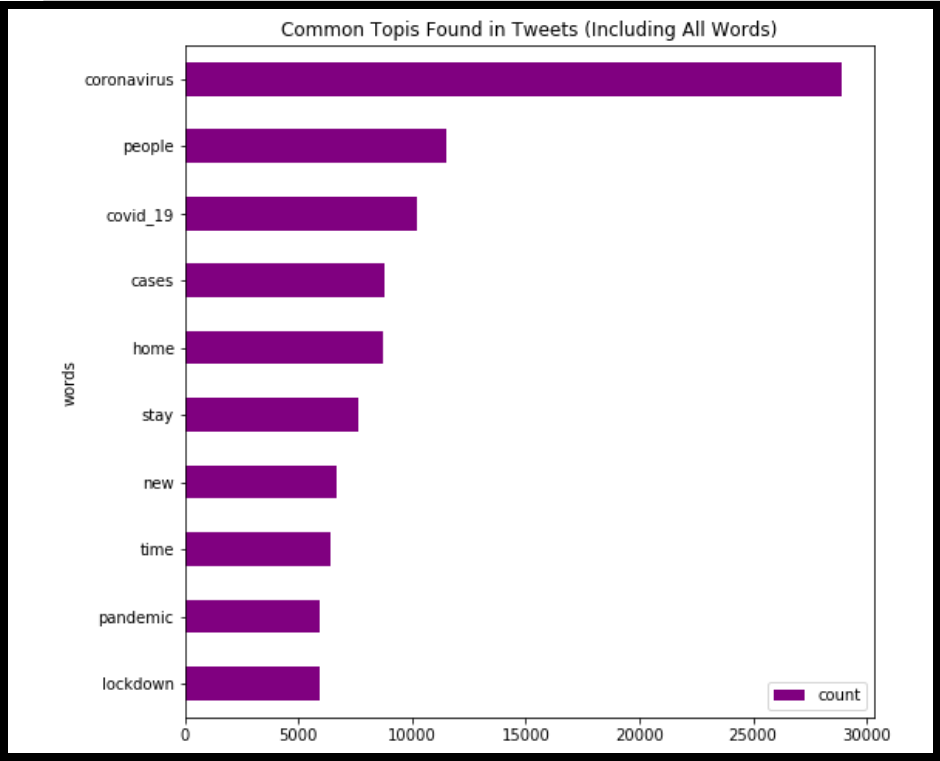 Common Topis Found in Tweets (Including All Words)
coronavirus
people
covid_19
cases
home
words
stay
new
time
pandemic
lockdown
count
0 5000 10000 15000 20000 25000 30000